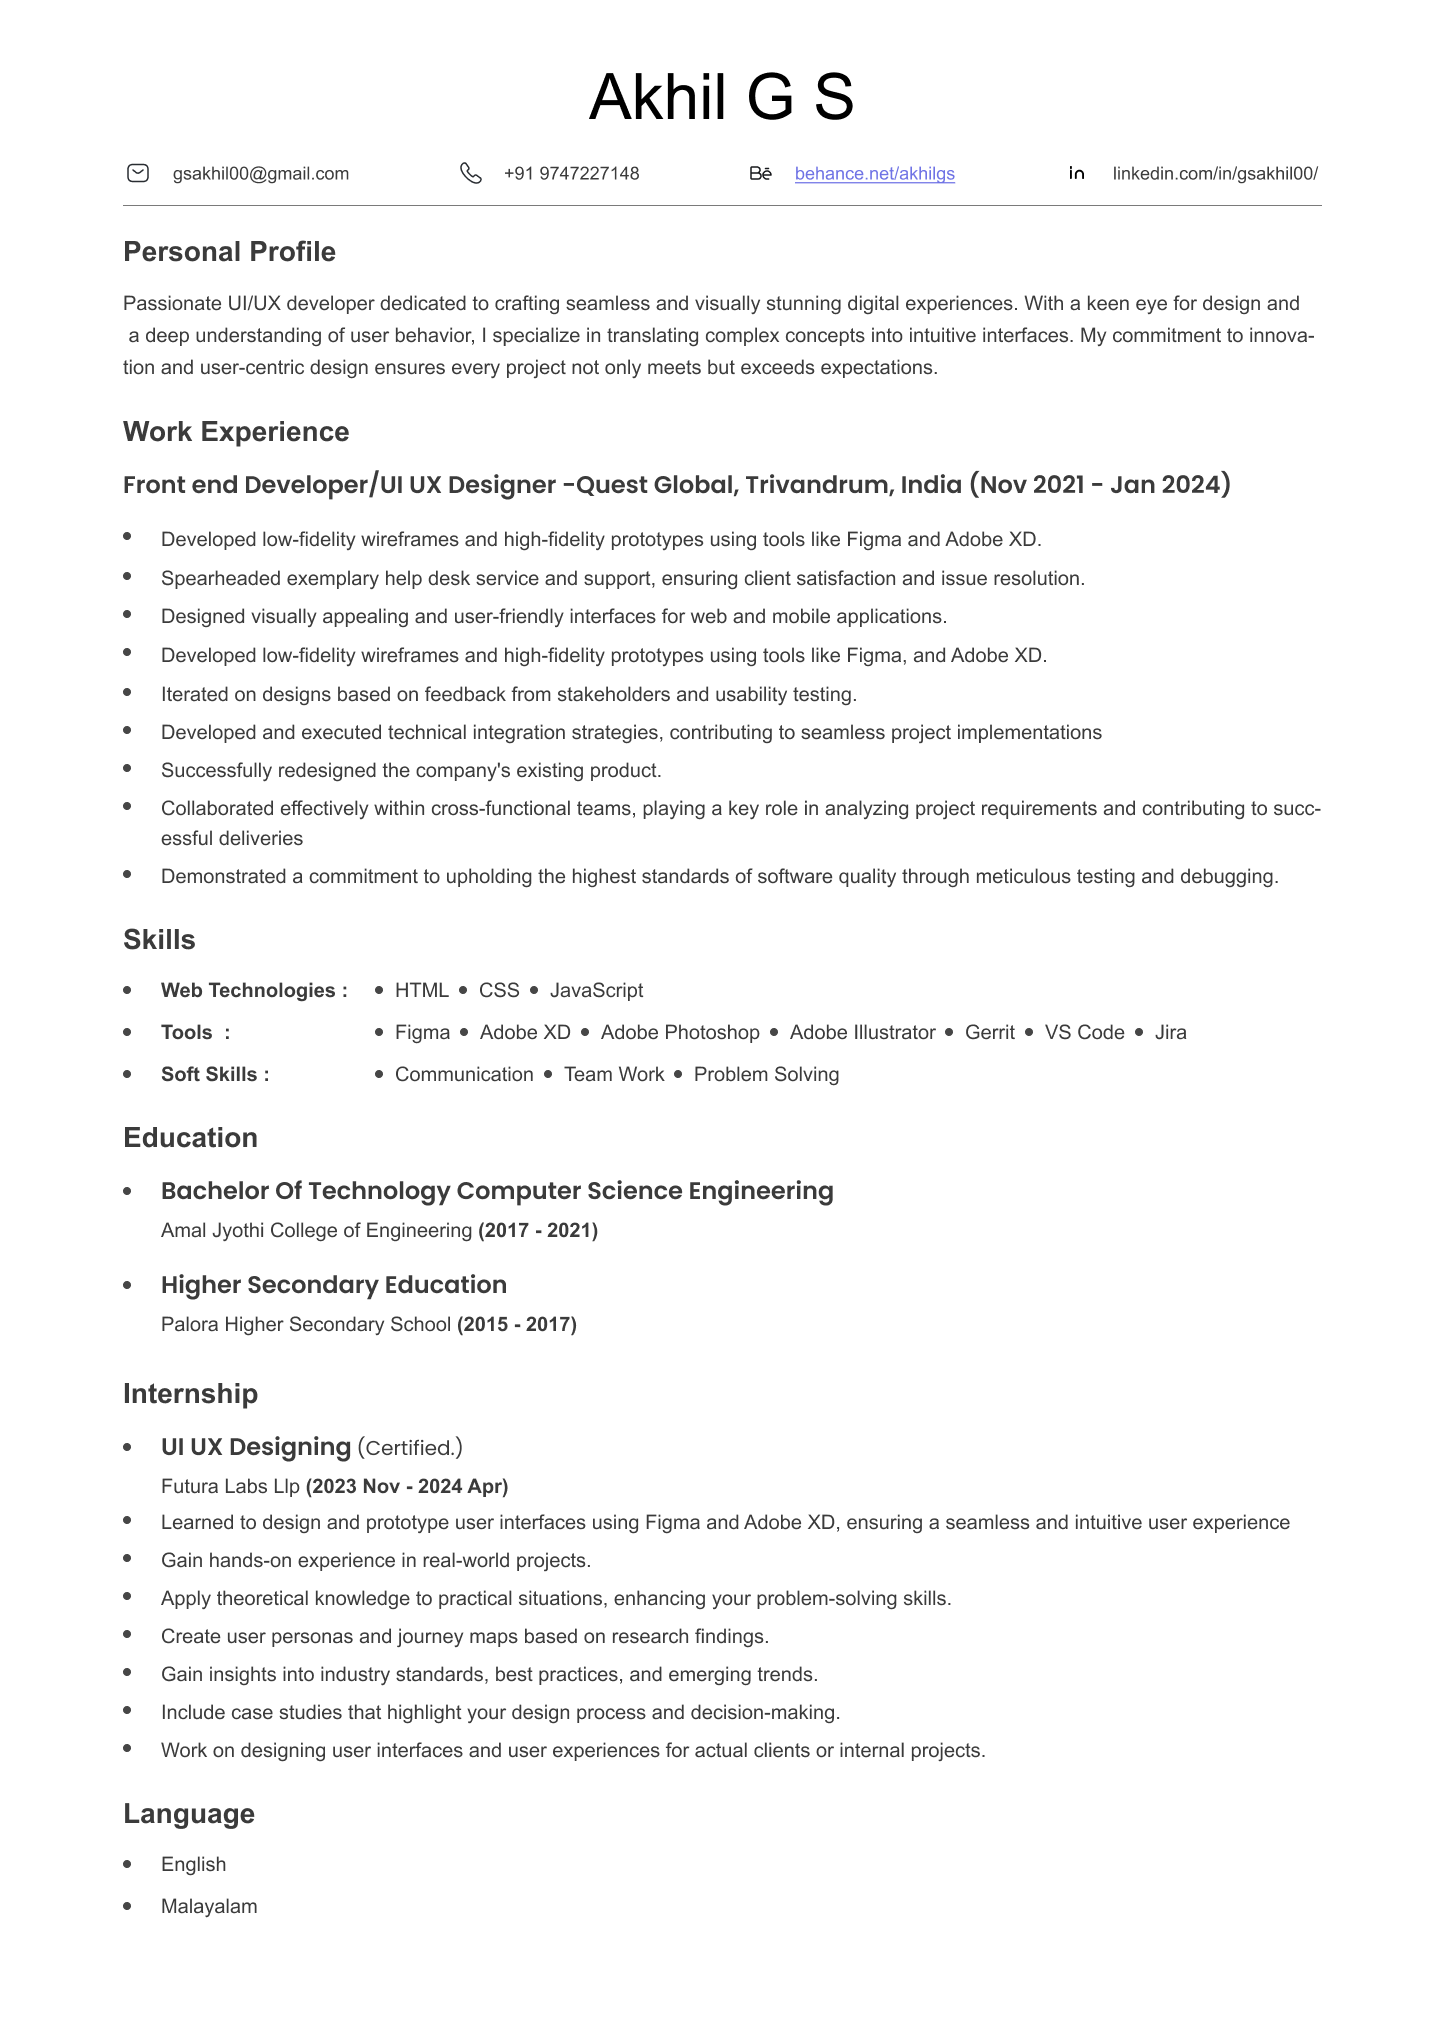 Akhil G S
gsakhil00@gmail.com +91 9747227148 Bē behance.net/akhilgs in linkedin.com/in/gsakhil00/
Personal Profile
Passionate UI/UX developer dedicated to crafting seamless and visually stunning digital experiences. With a keen eye for design and
a deep understanding of user behavior, I specialize in translating complex concepts into intuitive interfaces. My commitment to innova-
tion and user-centric design ensures every project not only meets but exceeds expectations.
Work Experience
Front end Developer/UI UX Designer -Quest Global, Trivandrum, India (Nov 2021 - Jan 2024)
• Developed low-fidelity wireframes and high-fidelity prototypes using tools like Figma and Adobe XD.
• Spearheaded exemplary help desk service and support, ensuring client satisfaction and issue resolution.
• Designed visually appealing and user-friendly interfaces for web and mobile applications.
• Developed low-fidelity wireframes and high-fidelity prototypes using tools like Figma, and Adobe XD.
• Iterated on designs based on feedback from stakeholders and usability testing.
• Developed and executed technical integration strategies, contributing to seamless project implementations
• Successfully redesigned the company's existing product.
• Collaborated effectively within cross-functional teams, playing a key role in analyzing project requirements and contributing to succ-
essful deliveries
• Demonstrated a commitment to upholding the highest standards of software quality through meticulous testing and debugging.
Skills
• Web Technologies : • HTML • CSS • JavaScript
• Tools : • Figma • Adobe XD • Adobe Photoshop • Adobe Illustrator • Gerrit • VS Code • Jira
• Soft Skills : • Communication • Team Work • Problem Solving
Education
• Bachelor Of Technology Computer Science Engineering
Amal Jyothi College of Engineering (2017 - 2021)
• Higher Secondary Education
Palora Higher Secondary School (2015 - 2017)
Internship
• UI UX Designing (Certified.)
Futura Labs Llp (2023 Nov - 2024 Apr)
• Learned to design and prototype user interfaces using Figma and Adobe XD, ensuring a seamless and intuitive user experience
• Gain hands-on experience in real-world projects.
• Apply theoretical knowledge to practical situations, enhancing your problem-solving skills.
• Create user personas and journey maps based on research findings.
• Gain insights into industry standards, best practices, and emerging trends.
• Include case studies that highlight your design process and decision-making.
• Work on designing user interfaces and user experiences for actual clients or internal projects.
Language
• English
• Malayalam